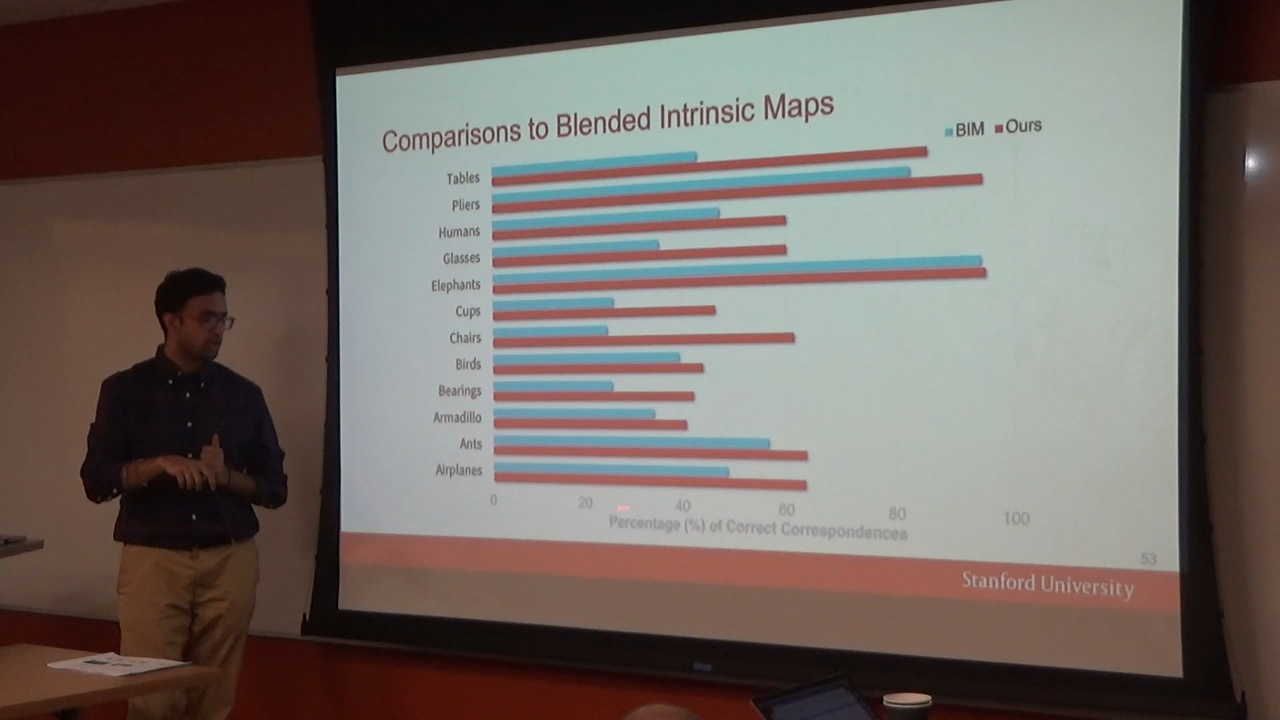 Comparisons to Blended Intrinsic Maps
BIM Ours
Tables
Pliers
Humans
Glasses
Elephants
Cups
Chairs
Birds
Bearings
Armadillo
Ants
Airplanes
0 20 40 60 80 100
Percentage (%) of Correct Correspondences
53
Stanford University